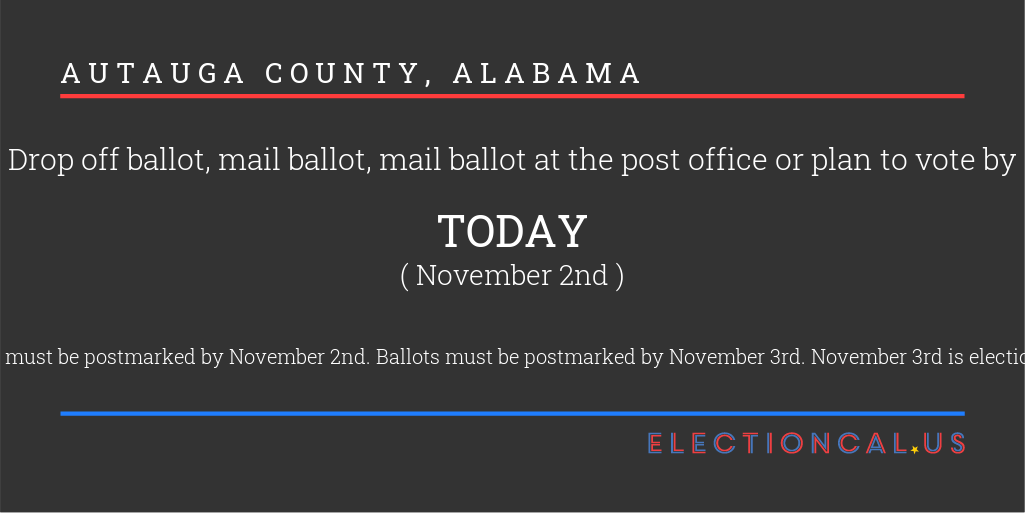 AUTAUGA COUNTY, ALABAMA
Drop off ballot, mail ballot, mail ballot at the post office or plan to vote by
TODAY
( November 2nd )
must be postmarked by November 2nd. Ballots must be postmarked by November 3rd. November 3rd is electio
ELECTIONCAL.US